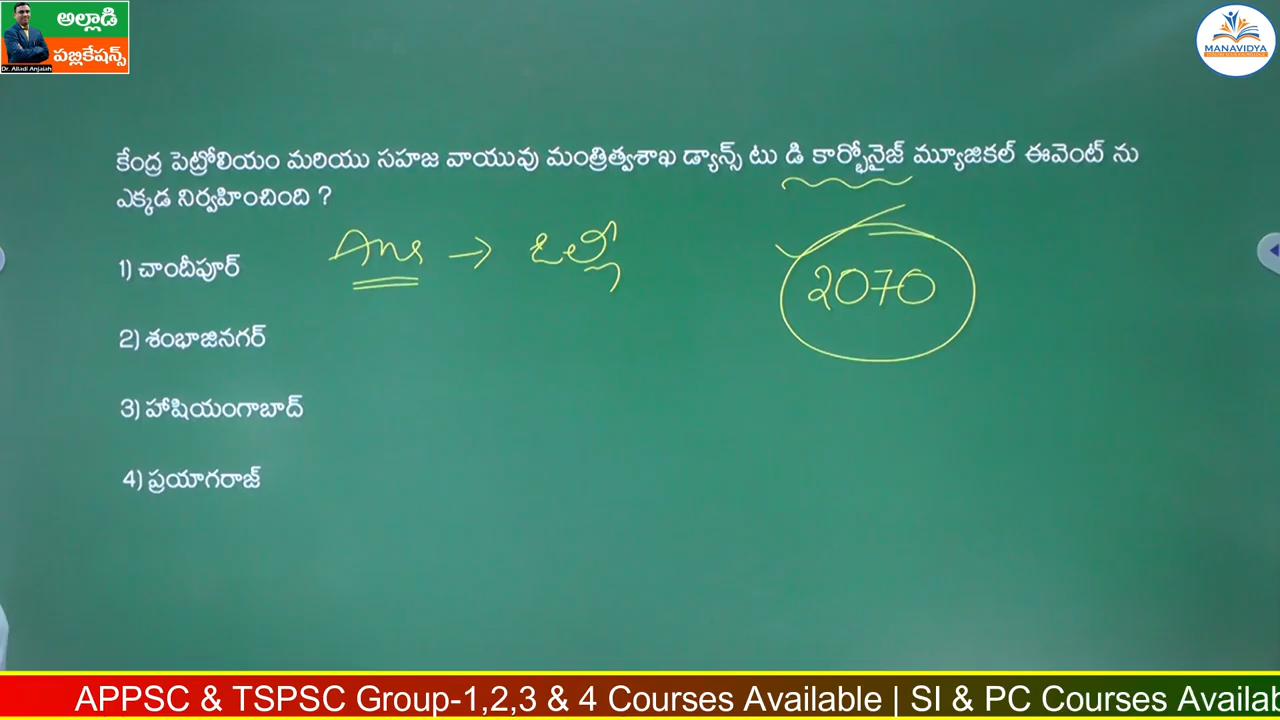 అల్లాడి
పబ్లికేషన్స్
Dr. Alladi Anjaiah
MANAVIDYA
కేంద్ర పెట్రోలియం మరియు సహజ వాయువు మంత్రిత్వశాఖ డ్యాన్స్ టు డి కార్భోనైజ్ మ్యూజికల్ ఈవెంట్ ను
ఎక్కడ నిర్వహించింది ?
Ans → ఢిల్లీ
2070
1) చాందీపూర్
2) శంభాజినగర్
3) హాషియంగాబాద్
4) ప్రయాగరాజ్
APPSC & TSPSC Group-1,2,3 & 4 Courses Available | SI & PC Courses Availab